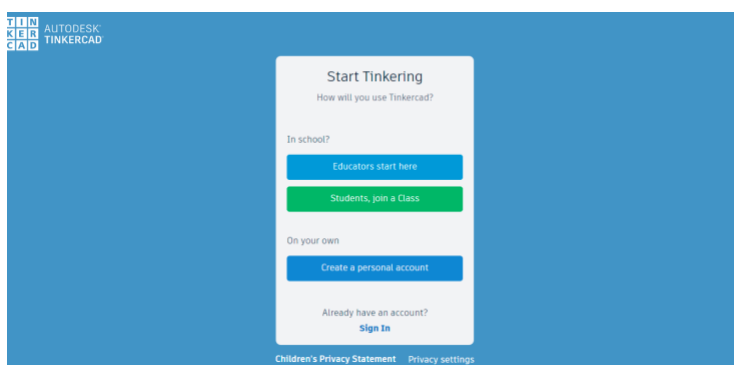 TIN
KER
CAD
AUTODESK
TINKERCAD
Start Tinkering
How will you use Tinkercad?
In school?
Educators start here
Students, join a Class
On your own
Create a personal account
Already have an account?
Sign In
Children's Privacy Statement Privacy settings